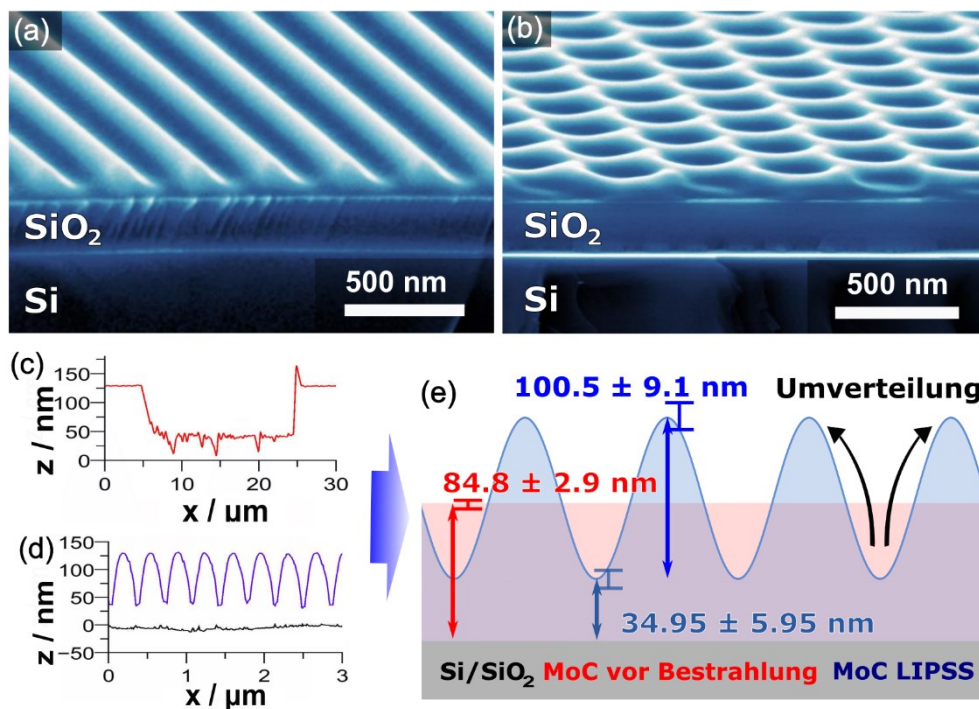 (a)
SiO₂
Si
500 nm
(b)
SiO₂
Si
500 nm
(c)
z / nm
150
100
50
0
0 10 20 30
x / µm
(d)
z / nm
150
100
50
0
-50
0 1 2 3
x / µm
(e)
100.5 ± 9.1 nm
Umverteilung
84.8 ± 2.9 nm
34.95 ± 5.95 nm
Si/SiO₂ MoC vor Bestrahlung MoC LIPSS